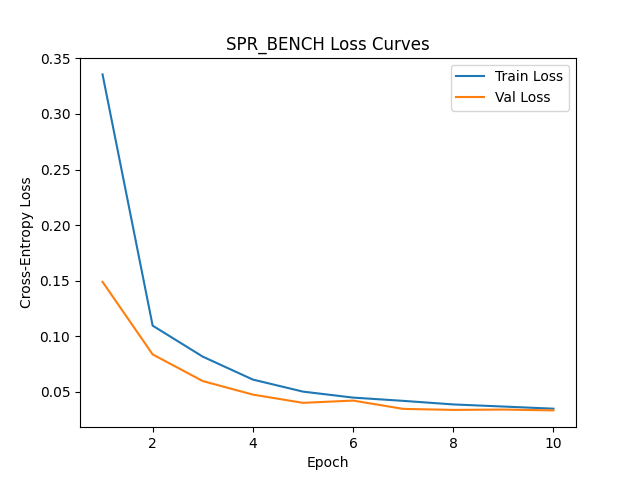 SPR_BENCH Loss Curves
Train Loss
Val Loss
Cross-Entropy Loss
0.35
0.30
0.25
0.20
0.15
0.10
0.05
2 4 6 8 10
Epoch